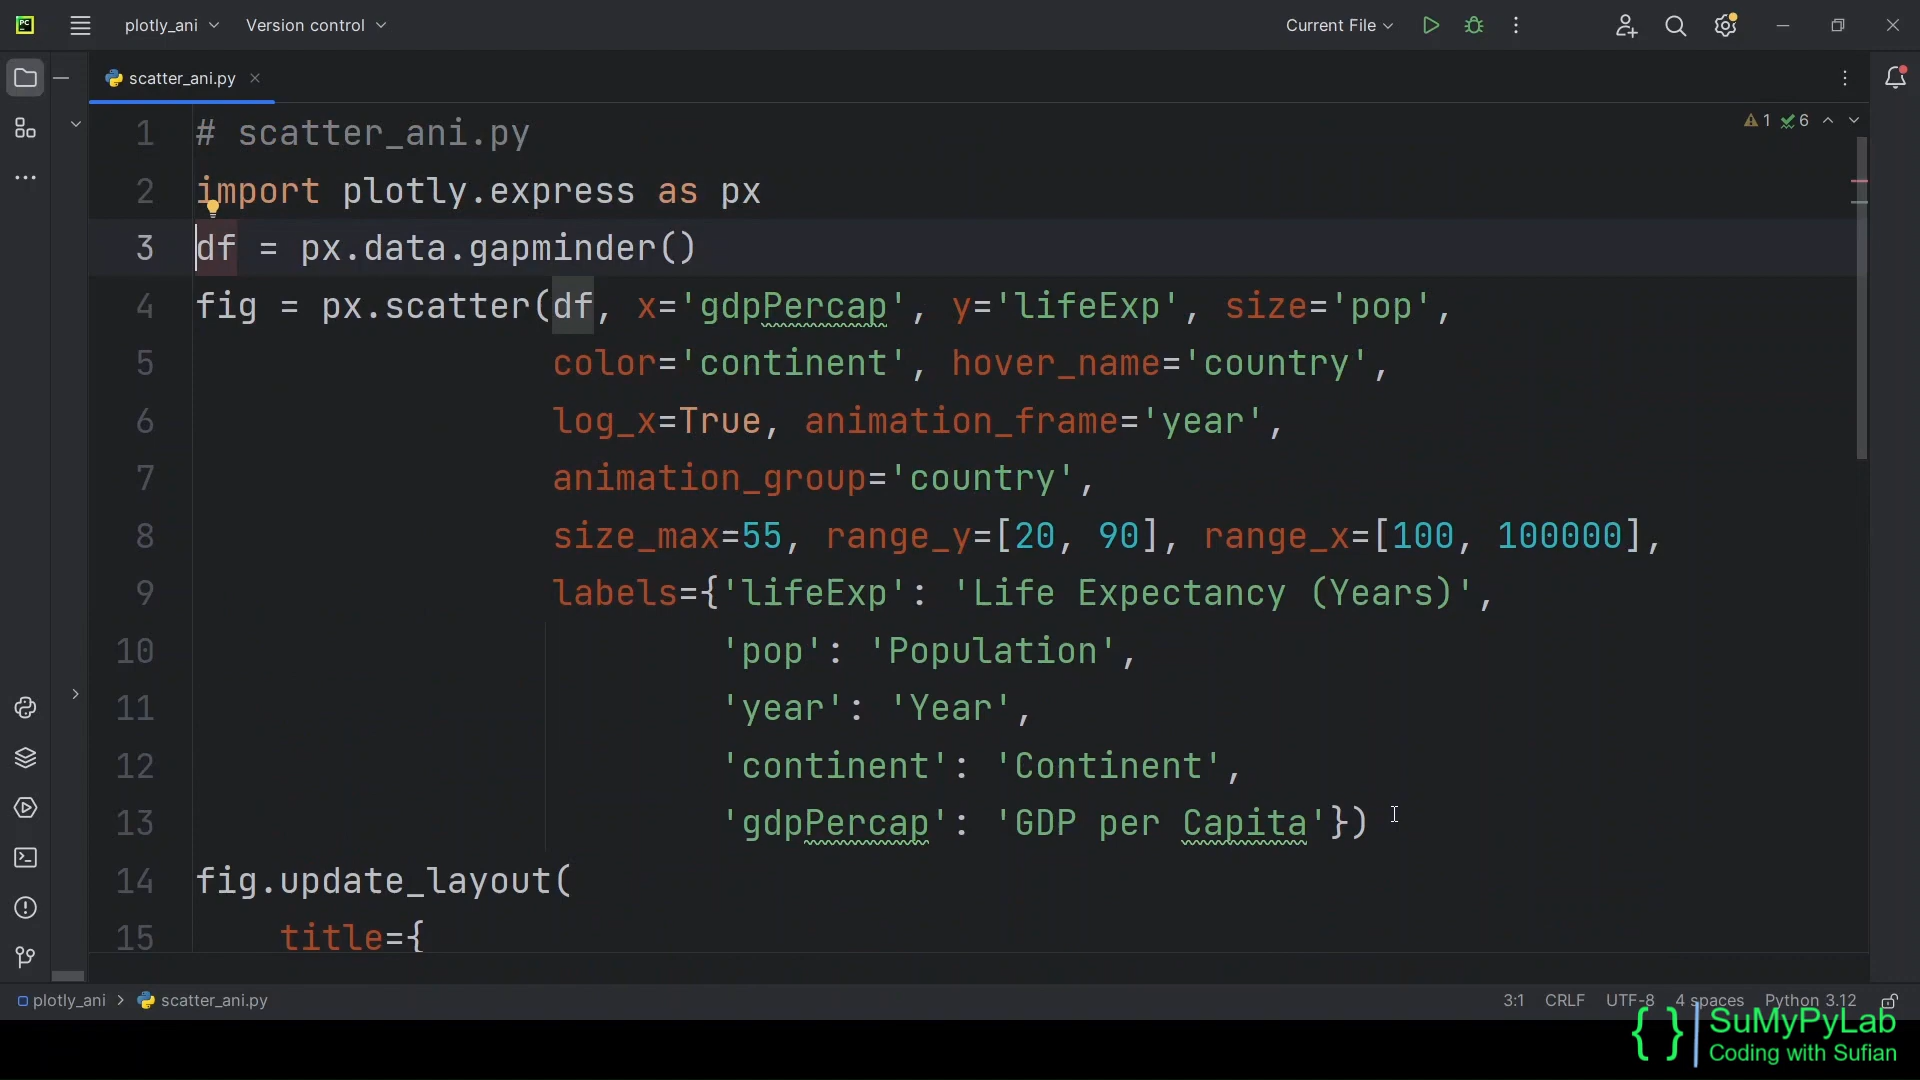 PC plotly_ani Version control Current File
scatter_ani.py
1 6
1 # scatter_ani.py
2 import plotly.express as px
3 df = px.data.gapminder()
4 fig = px.scatter(df, x='gdpPercap', y='lifeExp', size='pop',
5 color='continent', hover_name='country',
6 log_x=True, animation_frame='year',
7 animation_group='country',
8 size_max=55, range_y=[20, 90], range_x=[100, 100000],
9 labels={'lifeExp': 'Life Expectancy (Years)',
10 'pop': 'Population',
11 'year': 'Year',
12 'continent': 'Continent',
13 'gdpPercap': 'GDP per Capita'})
14 fig.update_layout(
15 title={
plotly_ani > scatter_ani.py 3:1 CRLF UTF-8 4 spaces Python 3.12
{ } SuMyPyLab
Coding with Sufian